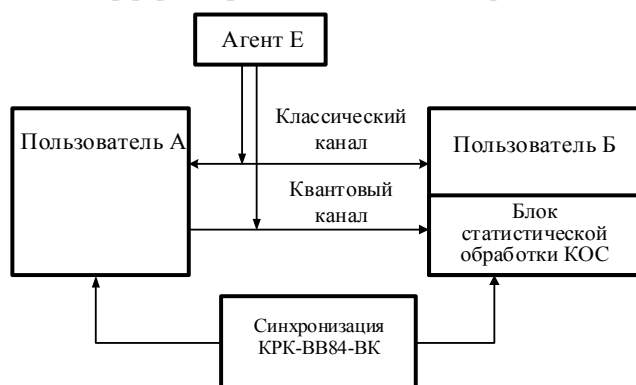 Агент Е
Пользователь А
Классический
канал
Квантовый
канал
Пользователь Б
Блок
статистической
обработки КОС
Синхронизация
КРК-ВВ84-ВК